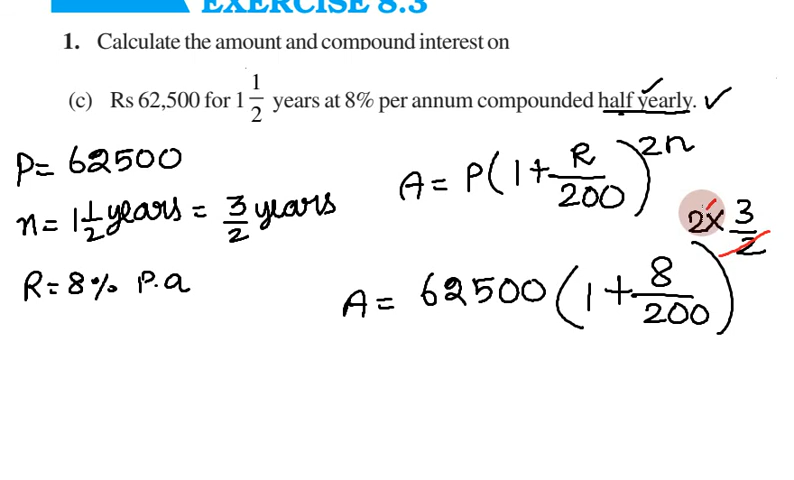 EXERCISE 8.3
1. Calculate the amount and compound interest on
(c) Rs 62,500 for 1 1/2 years at 8% per annum compounded half yearly. ✓
P= 62500
n= 1 1/2 years = 3/2 years
R= 8% P.a
A= P(1+ R/200)^2n
A= 62500 (1+ 8/200)^2x 3/2